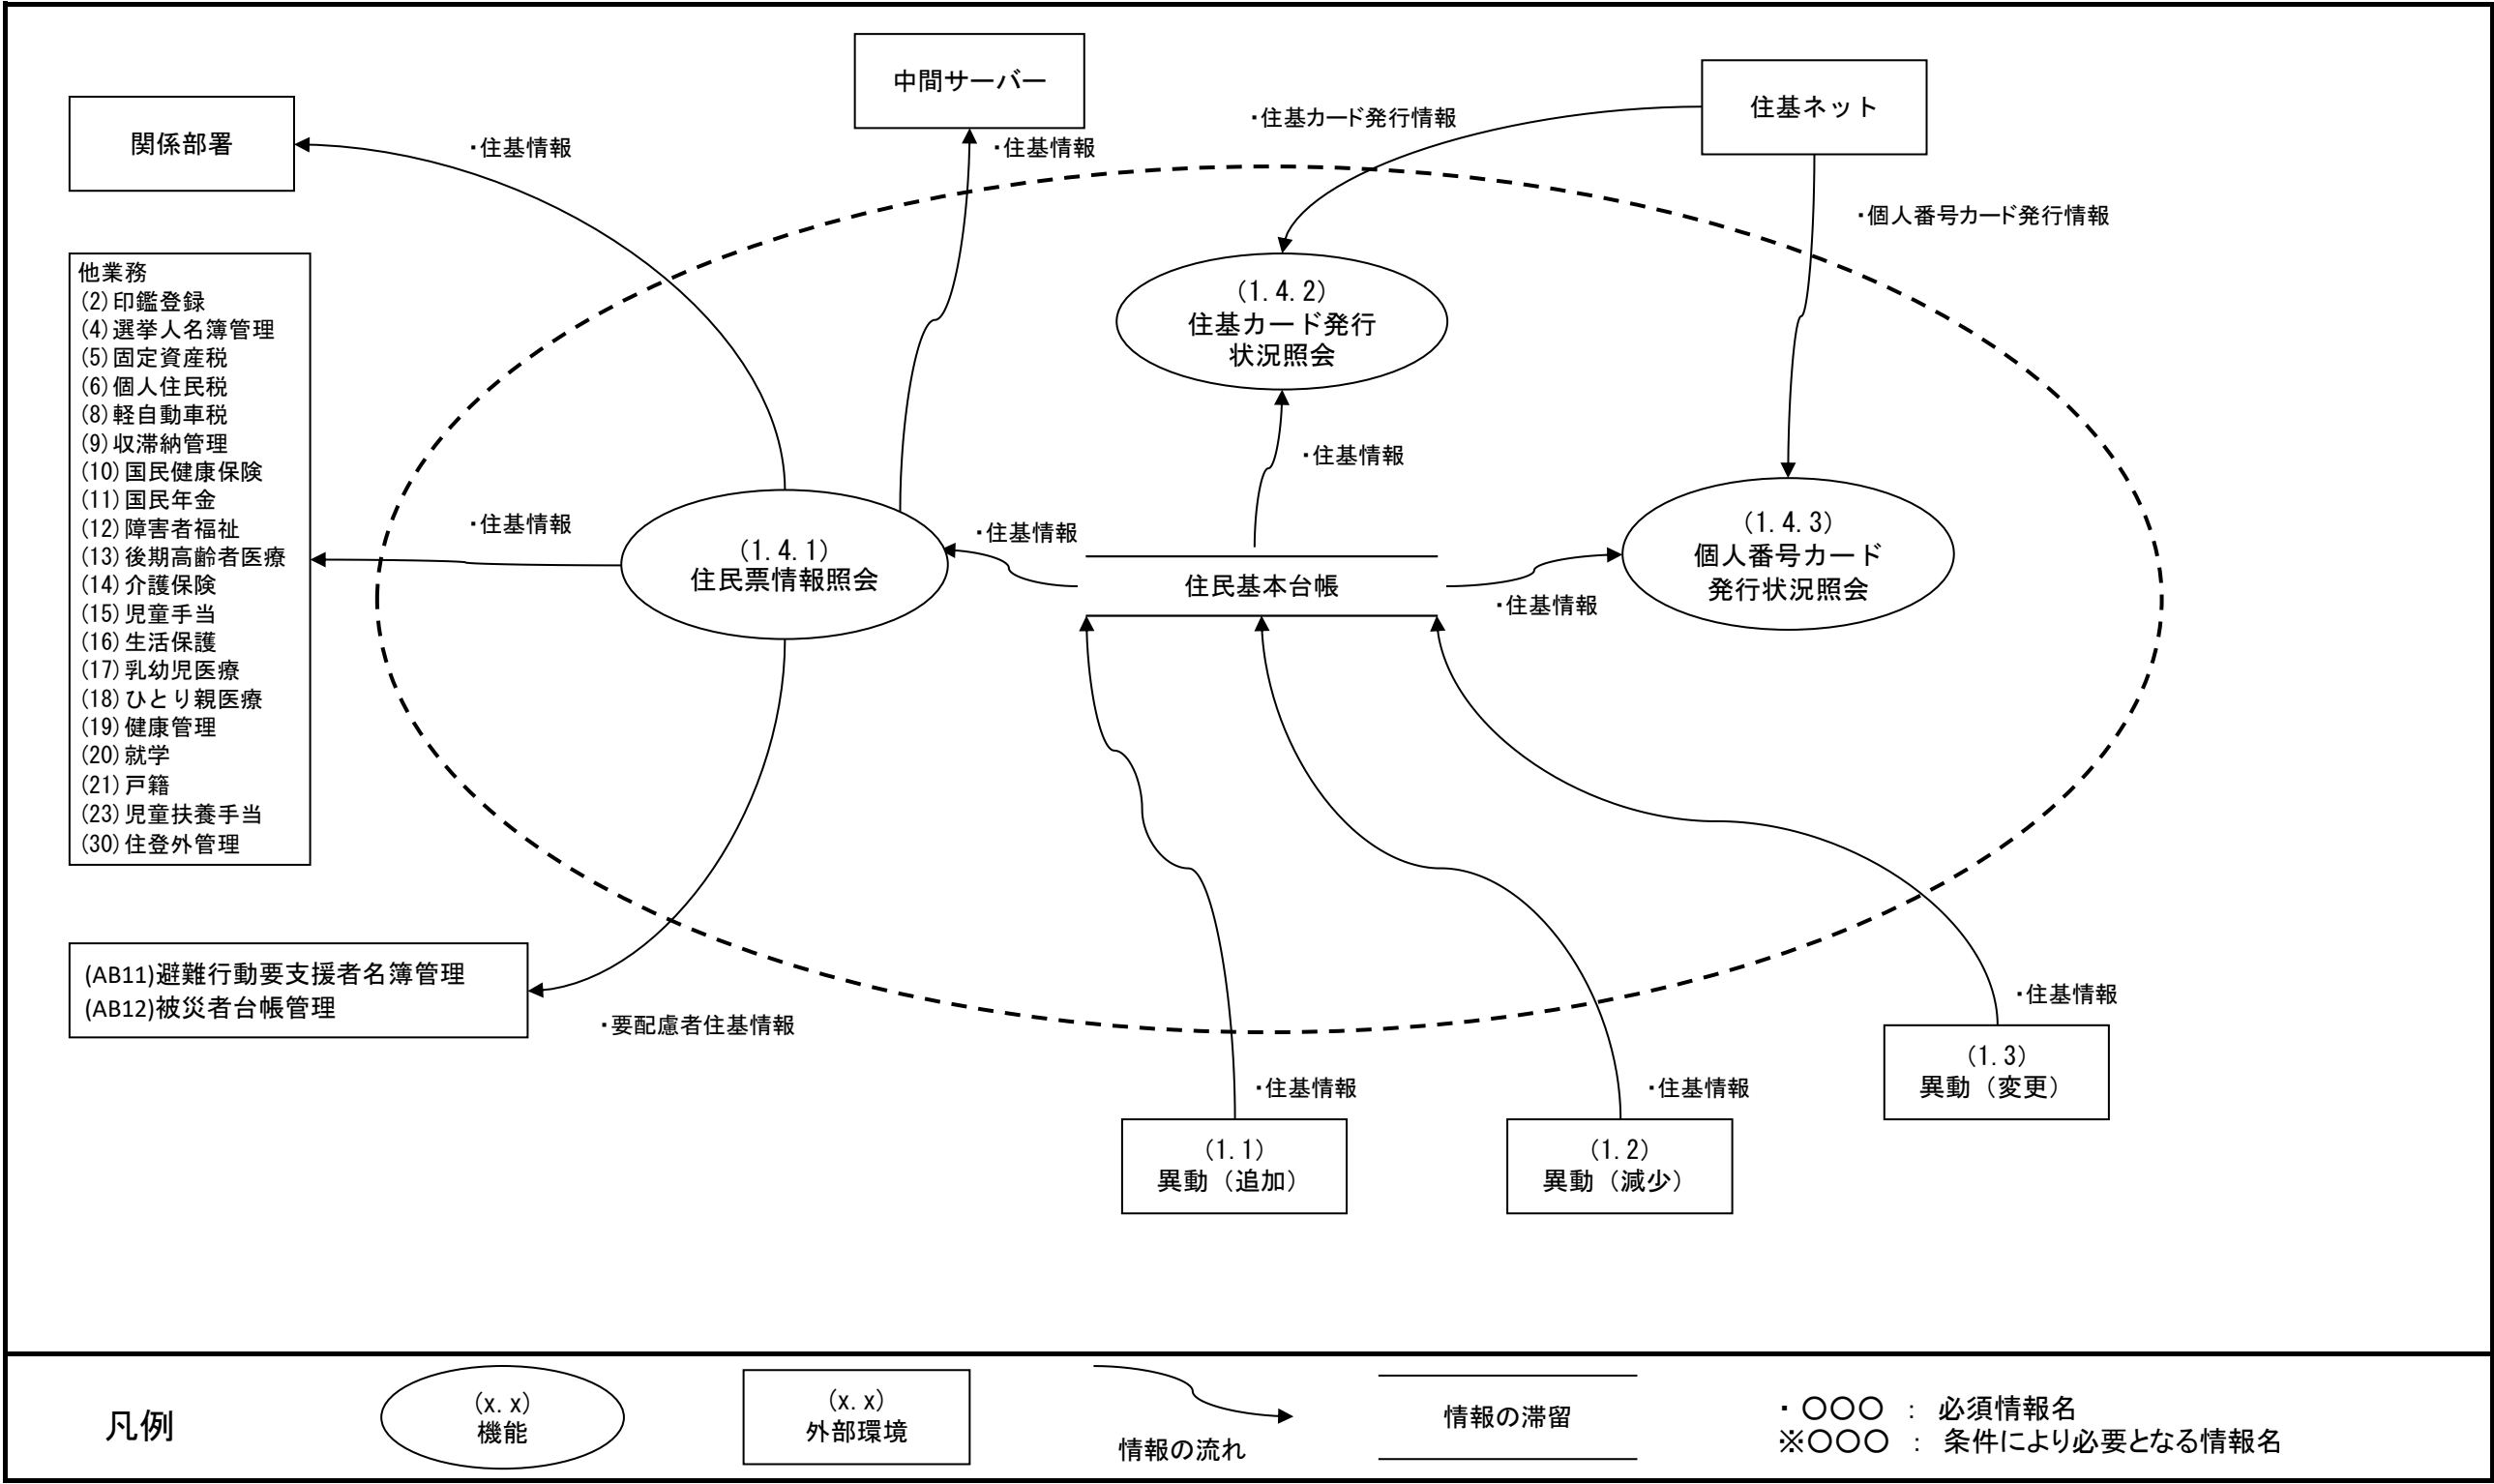 中間サーバー
住基ネット
関係部署
・住基情報
・住基情報
・住基カード発行情報
・個人番号カード発行情報
他業務
(2)印鑑登録
(4)選挙人名簿管理
(5)固定資産税
(6)個人住民税
(8)軽自動車税
(9)収滞納管理
(10)国民健康保険
(11)国民年金
(12)障害者福祉
(13)後期高齢者医療
(14)介護保険
(15)児童手当
(16)生活保護
(17)乳幼児医療
(18)ひとり親医療
(19)健康管理
(20)就学
(21)戸籍
(23)児童扶養手当
(30)住登外管理
(1.4.2)
住基カード発行
状況照会
・住基情報
・住基情報
(1.4.1)
住民票情報照会
・住基情報
住民基本台帳
・住基情報
(1.4.3)
個人番号カード
発行状況照会
(AB11)避難行動要支援者名簿管理
(AB12)被災者台帳管理
・要配慮者住基情報
・住基情報
(1.1)
異動（追加）
・住基情報
(1.2)
異動（減少）
・住基情報
(1.3)
異動（変更）
凡例
(x.x)
機能
(x.x)
外部環境
情報の流れ
情報の滞留
・ 〇〇〇 ： 必須情報名
※〇〇〇 ： 条件により必要となる情報名